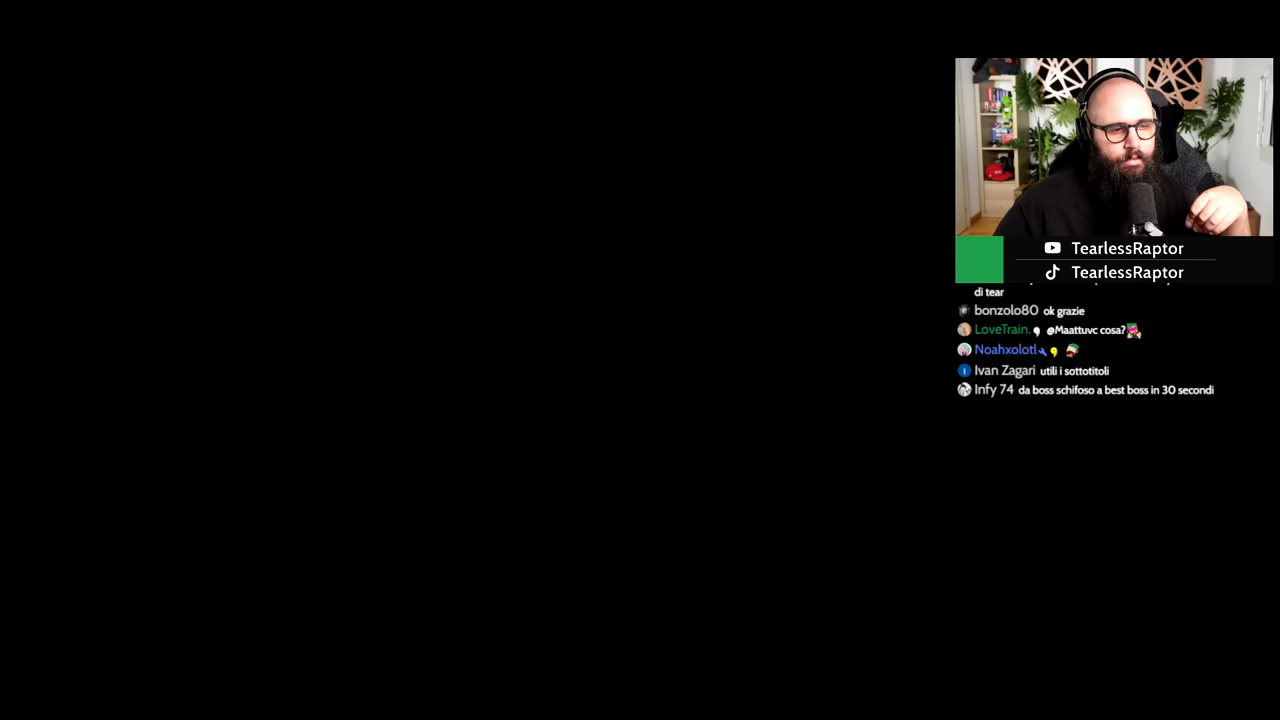 TearlessRaptor
TearlessRaptor
di tear
bonzolo80 ok grazie
LoveTrain. @Maattuvc cosa?
Noahxolotl
Ivan Zagari utili i sottotitoli
Infy 74 da boss schifoso a best boss in 30 secondi